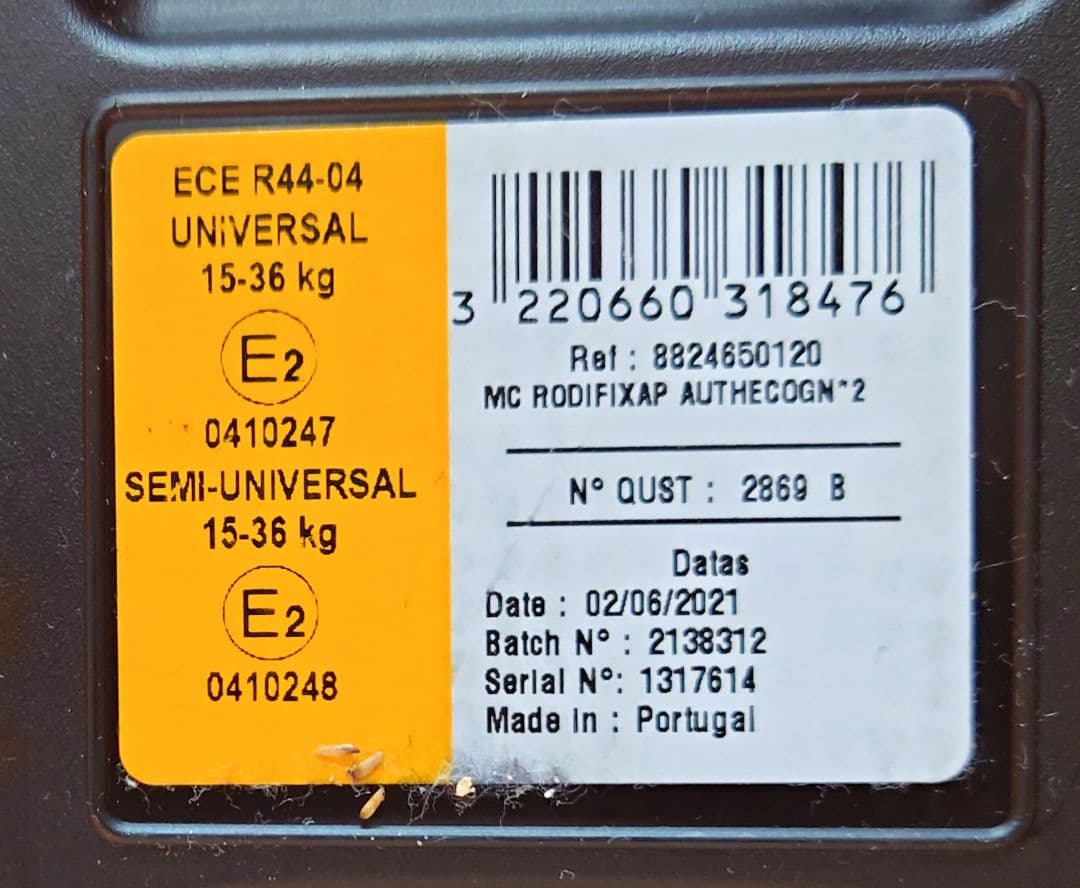 ECE R44-04
UNIVERSAL
15-36 kg
E2
0410247
SEMI-UNIVERSAL
15-36 kg
E2
0410248
3 220660 318476
Ref : 8824650120
MC RODIFIXAP AUTHECOGN*2
N° QUST : 2869 B
Datas
Date : 02/06/2021
Batch N° : 2138312
Serial N°: 1317614
Made In : Portugal